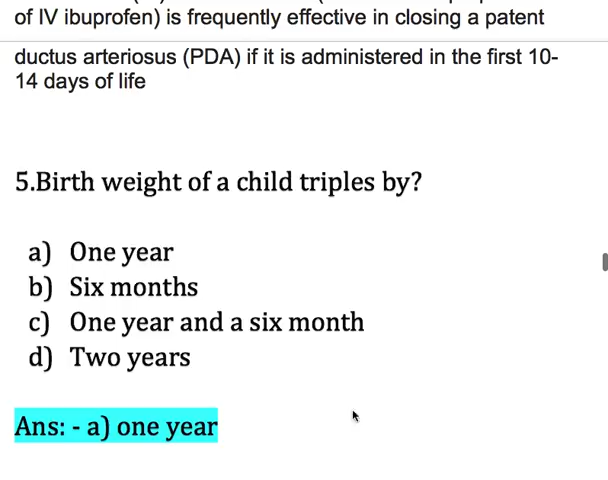 of IV ibuprofen) is frequently effective in closing a patent
ductus arteriosus (PDA) if it is administered in the first 10-
14 days of life
5.Birth weight of a child triples by?
a) One year
b) Six months
c) One year and a six month
d) Two years
Ans: - a) one year